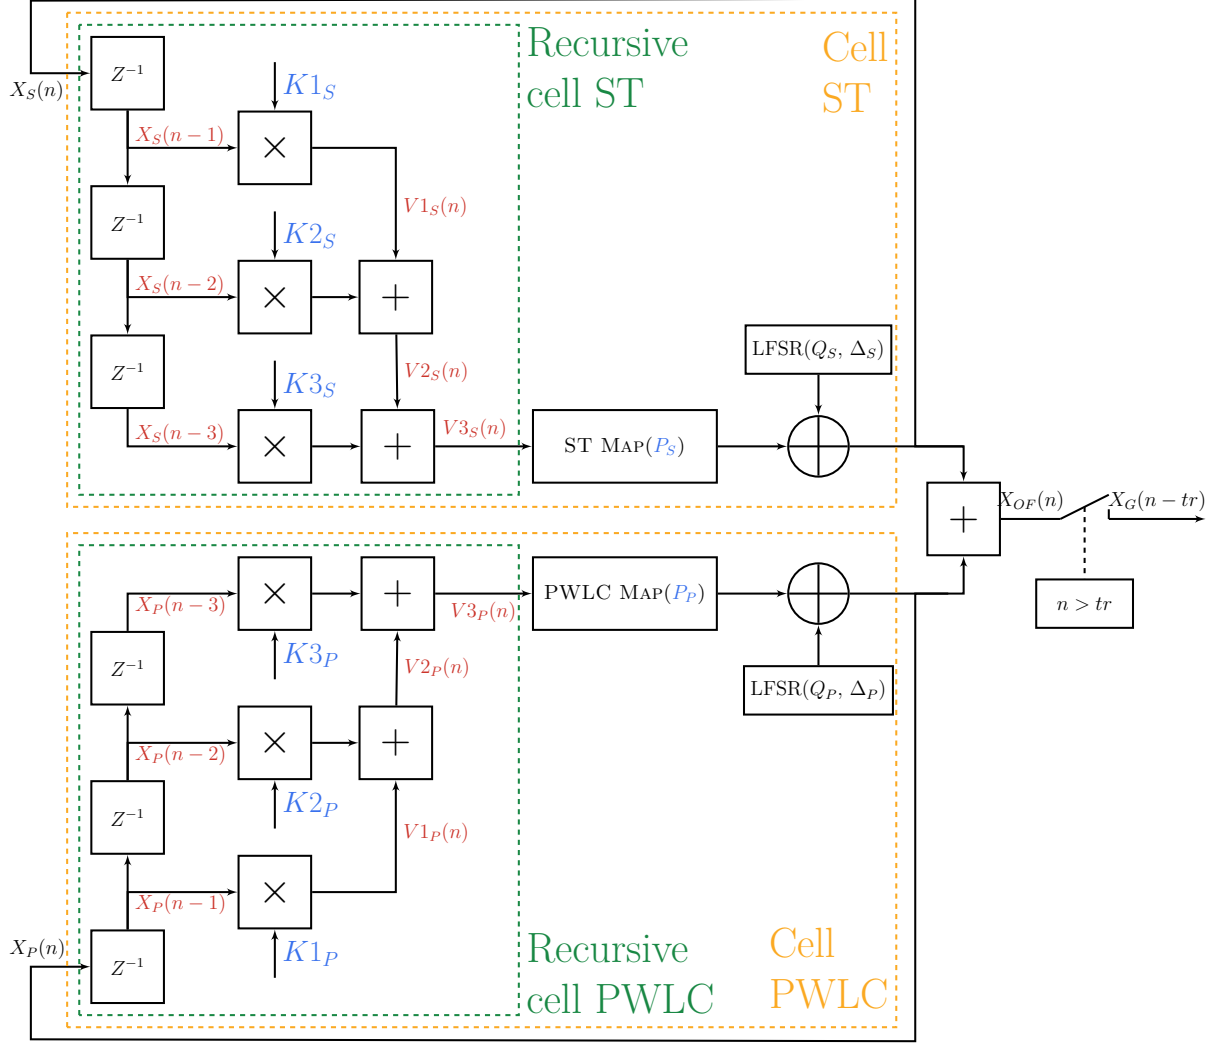 Recursive
cell ST
Cell
ST
X_S(n)
Z^{-1}
K1_S
X_S(n − 1)
×
V1_S(n)
Z^{-1}
K2_S
X_S(n − 2)
×
+
V2_S(n)
Z^{-1}
K3_S
X_S(n − 3)
×
+
V3_S(n)
ST Map(P_S)
LFSR(Q_S, Δ_S)
+
X_{OF}(n)
X_G(n − tr)
n > tr
X_P(n − 3)
×
+
V3_P(n)
PWLC Map(P_P)
K3_P
Z^{-1}
V2_P(n)
LFSR(Q_P, Δ_P)
X_P(n − 2)
×
+
K2_P
Z^{-1}
V1_P(n)
X_P(n − 1)
×
K1_P
X_P(n)
Z^{-1}
Recursive
cell PWLC
Cell
PWLC